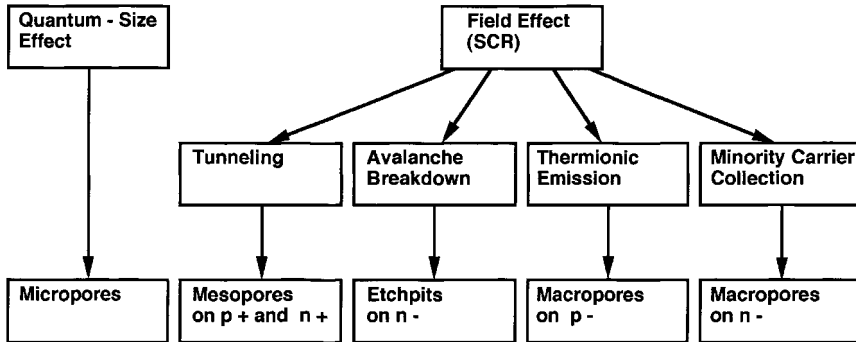 Quantum - Size
Effect
Field Effect
(SCR)
Tunneling
Avalanche
Breakdown
Thermionic
Emission
Minority Carrier
Collection
Micropores
Mesopores
on p + and n +
Etchpits
on n -
Macropores
on p -
Macropores
on n -